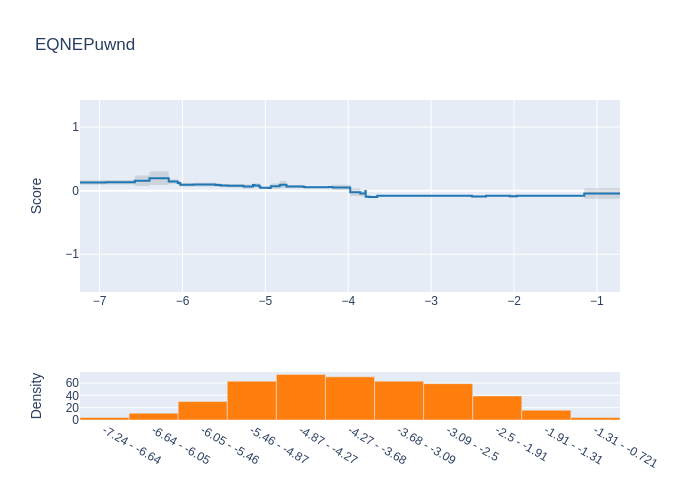 EQNEPuwnd
Score
1
0
−1
−7
−6
−5
−4
−3
−2
−1
Density
60
40
20
0
-7.24 - -6.64
-6.64 - -6.05
-6.05 - -5.46
-5.46 - -4.87
-4.87 - -4.27
-4.27 - -3.68
-3.68 - -3.09
-3.09 - -2.5
-2.5 - -1.91
-1.91 - -1.31
-1.31 - -0.721